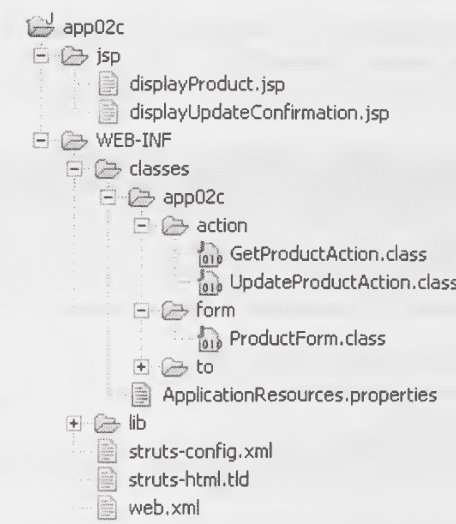 app02c
jsp
displayProduct.jsp
displayUpdateConfirmation.jsp
WEB-INF
classes
app02c
action
GetProductAction.class
UpdateProductAction.class
form
ProductForm.class
to
ApplicationResources.properties
lib
struts-config.xml
struts-html.tld
web.xml